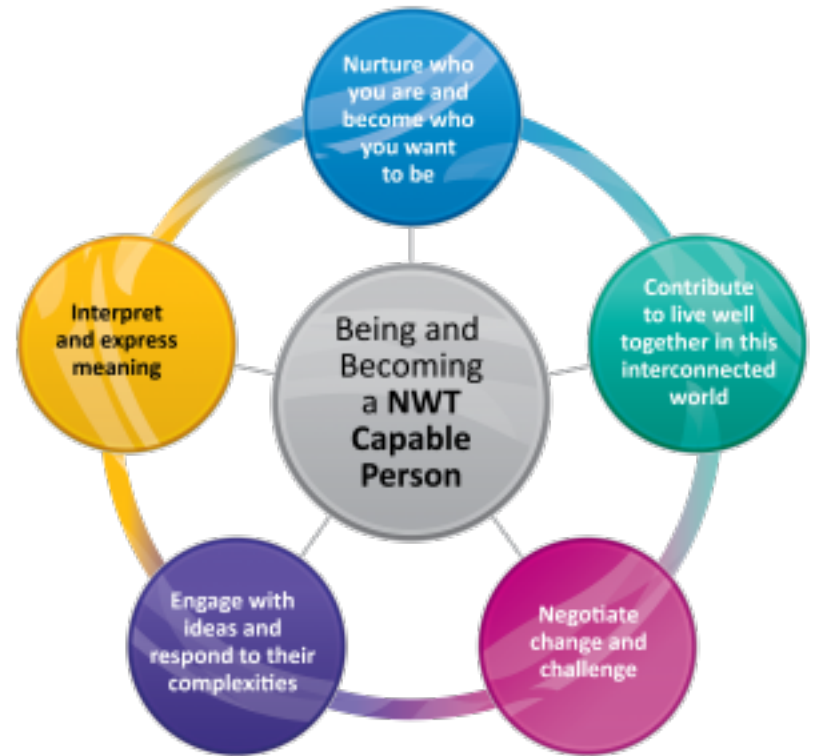 Nurture who
you are and
become who
you want
to be
Contribute
to live well
together in this
interconnected
world
Negotiate
change and
challenge
Engage with
ideas and
respond to their
complexities
Interpret
and express
meaning
Being and
Becoming
a NWT
Capable
Person